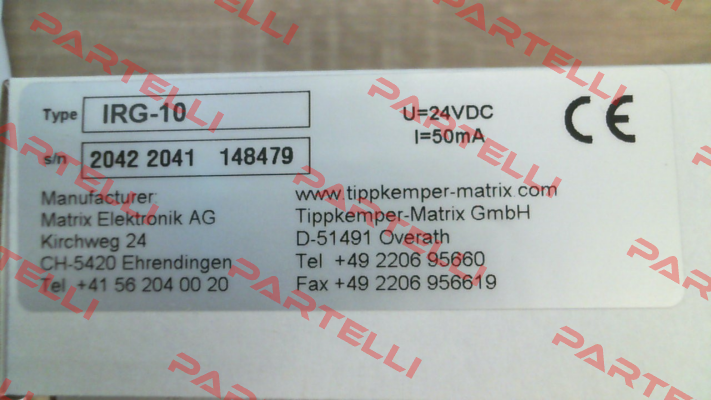 Type IRG-10
U=24VDC
I=50mA
CE
s/n 2042 2041 148479
Manufacturer:
Matrix Elektronik AG
Kirchweg 24
CH-5420 Ehrendingen
Tel +41 56 204 00 20
www.tippkemper-matrix.com
Tippkemper-Matrix GmbH
D-51491 Overath
Tel +49 2206 95660
Fax +49 2206 956619
PARTELLI
PARTELLI
PARTELLI
PARTELLI
PARTELLI
PARTELLI
PARTELLI
PARTELLI